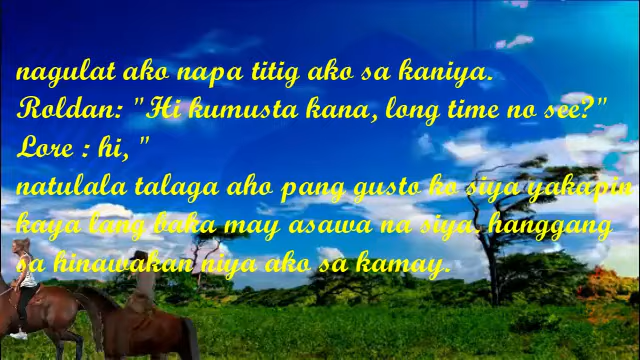 nagulat ako napa titig ako sa kaniya.
Roldan: "Hi kumusta kana, long time no see?"
Lore : hi, "
natulala talaga aho pang gusto ko siya yakapin
kaya lang baka may asawa na siya. hanggang
sa hinawakan niya ako sa kamay.